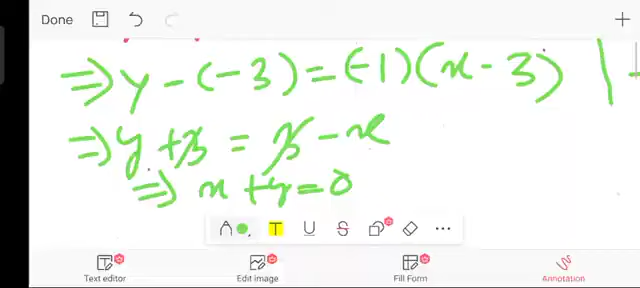 Done
⇒ y - (-3) = (-1)(x - 3)
⇒ y + 3 = 3 - x
⇒ x + y = 0
T U S ...
Text editor Edit image Fill Form Annotation